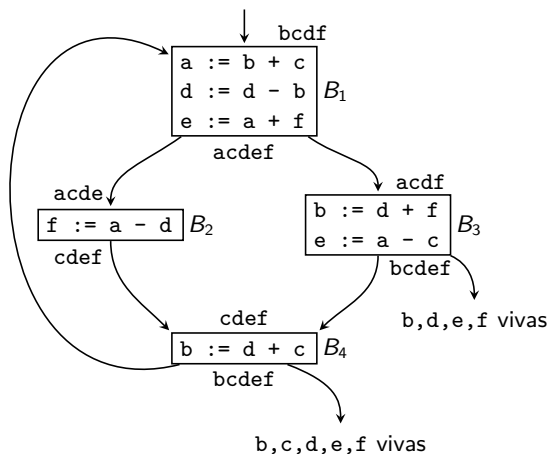 bcdf
a := b + c
d := d - b
e := a + f
B1
acdef
acde
f := a - d
B2
cdef
acdf
b := d + f
e := a - c
B3
bcdef
b,d,e,f vivas
cdef
b := d + c
B4
bcdef
b,c,d,e,f vivas